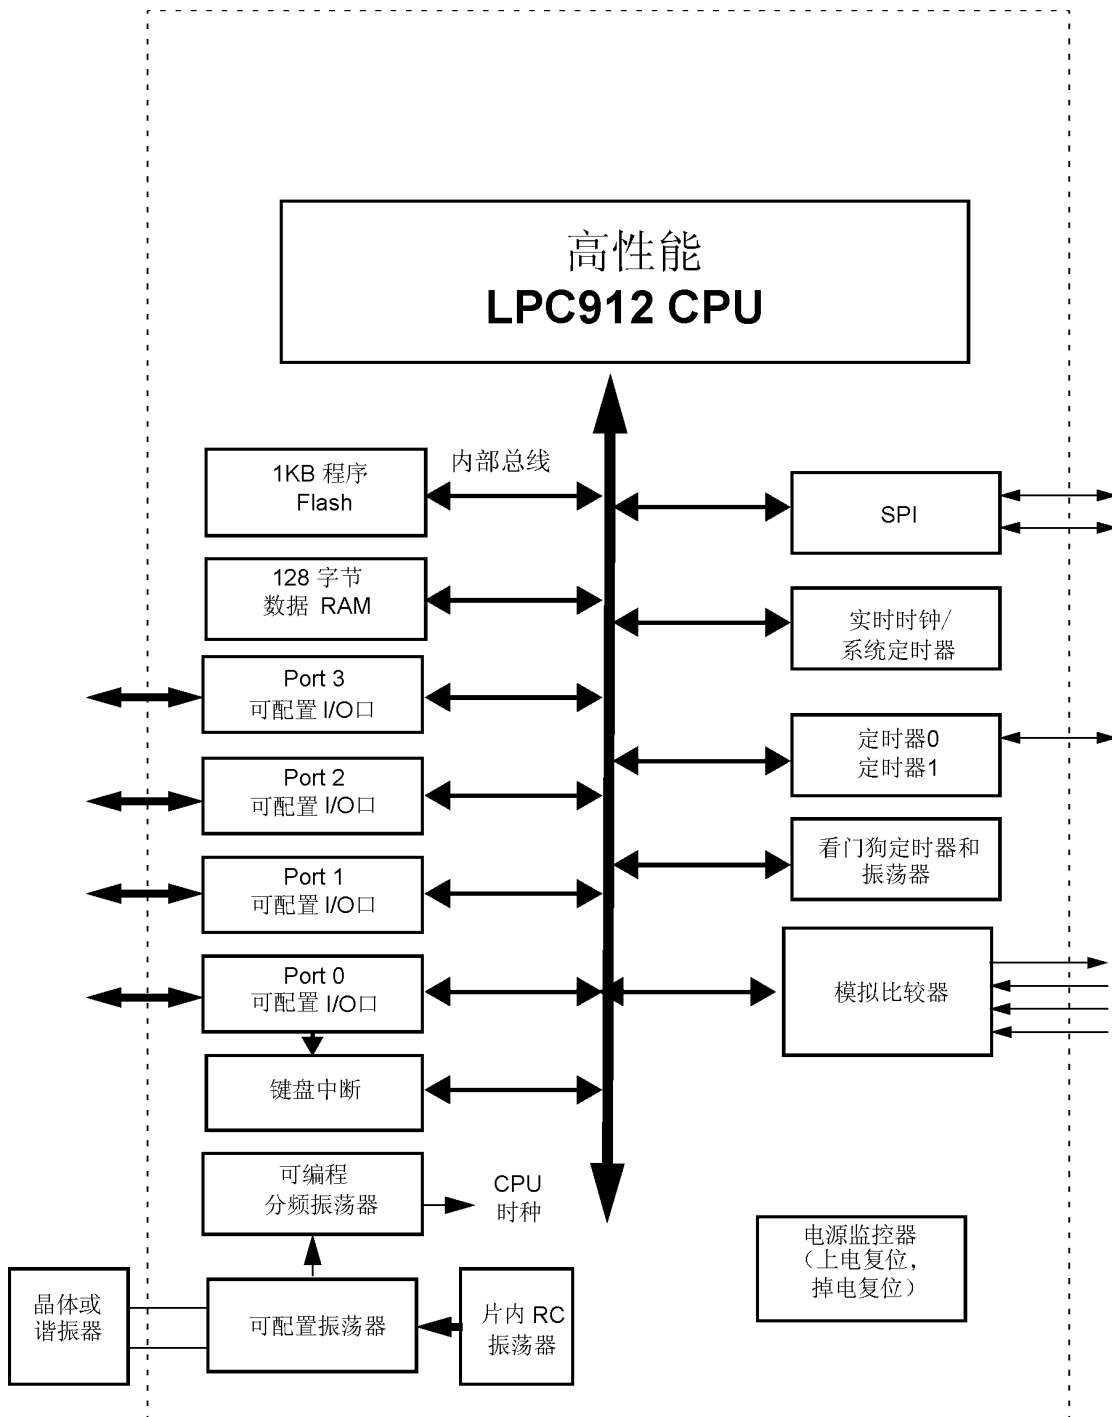 高性能
LPC912 CPU
内部总线
1KB 程序
Flash
128 字节
数据 RAM
Port 3
可配置 I/O口
Port 2
可配置 I/O口
Port 1
可配置 I/O口
Port 0
可配置 I/O口
键盘中断
可编程
分频振荡器
CPU
时种
晶体或
谐振器
可配置振荡器
片内 RC
振荡器
SPI
实时时钟/
系统定时器
定时器0
定时器1
看门狗定时器和
振荡器
模拟比较器
电源监控器
（上电复位，
掉电复位）